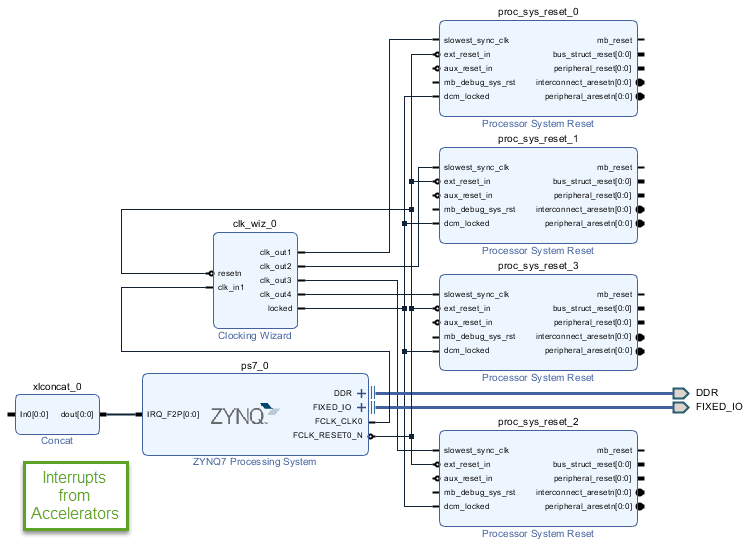 proc_sys_reset_0
slowest_sync_clk
ext_reset_in
aux_reset_in
mb_debug_sys_rst
dcm_locked
mb_reset
bus_struct_reset[0:0]
peripheral_reset[0:0]
interconnect_aresetn[0:0]
peripheral_aresetn[0:0]
Processor System Reset
proc_sys_reset_1
slowest_sync_clk
ext_reset_in
aux_reset_in
mb_debug_sys_rst
dcm_locked
mb_reset
bus_struct_reset[0:0]
peripheral_reset[0:0]
interconnect_aresetn[0:0]
peripheral_aresetn[0:0]
Processor System Reset
clk_wiz_0
resetn
clk_in1
clk_out1
clk_out2
clk_out3
clk_out4
locked
Clocking Wizard
proc_sys_reset_3
slowest_sync_clk
ext_reset_in
aux_reset_in
mb_debug_sys_rst
dcm_locked
mb_reset
bus_struct_reset[0:0]
peripheral_reset[0:0]
interconnect_aresetn[0:0]
peripheral_aresetn[0:0]
Processor System Reset
xlconcat_0
In0[0:0]
dout[0:0]
Concat
ps7_0
IRQ_F2P[0:0]
ZYNQ
DDR
FIXED_IO
FCLK_CLK0
FCLK_RESET0_N
ZYNQ7 Processing System
DDR
FIXED_IO
proc_sys_reset_2
slowest_sync_clk
ext_reset_in
aux_reset_in
mb_debug_sys_rst
dcm_locked
mb_reset
bus_struct_reset[0:0]
peripheral_reset[0:0]
interconnect_aresetn[0:0]
peripheral_aresetn[0:0]
Processor System Reset
Interrupts
from
Accelerators